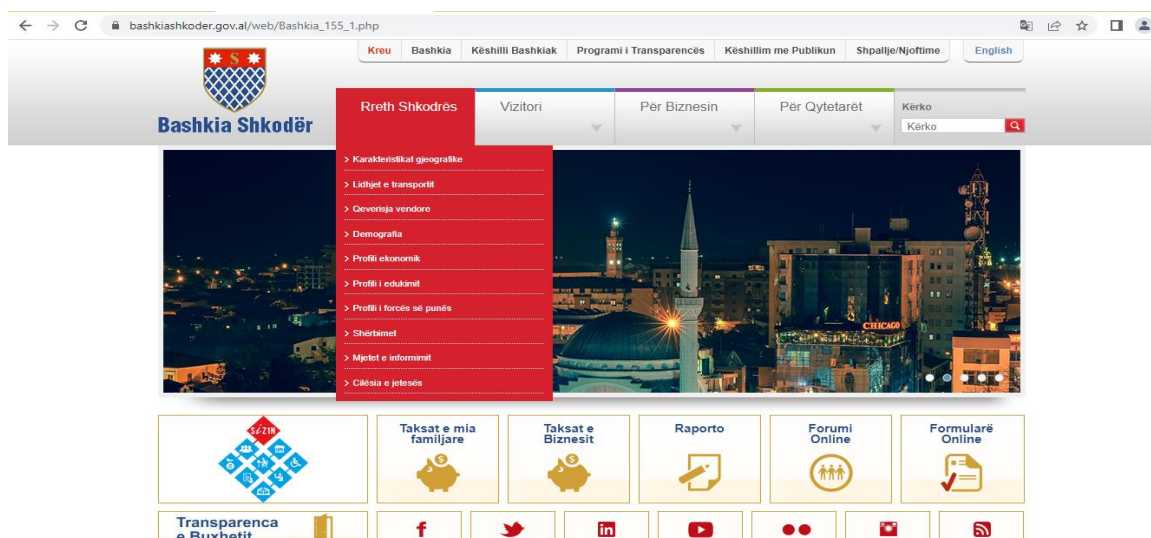 bashkiashkoder.gov.al/web/Bashkia_155_1.php
Kreu Bashkia Këshilli Bashkiak Programi i Transparencës Këshillim me Publikun Shpallje/Njoftime English
S
Bashkia Shkodër
Rreth Shkodrës Vizitori Për Biznesin Për Qytetarët Kërko
Kërko
> Karakteristikat gjeografike
> Lidhjet e transportit
> Qeverisja vendore
> Demografia
> Profili ekonomik
> Profili i edukimit
> Profili i forcës së punës
> Shërbimet
> Mjetet e informimit
> Cilësia e jetesës
CHICAGO
Taksat e mia familjare
Taksat e Biznesit
Raporto
Forumi Online
Formularë Online
Transparenca
e Buxhetit